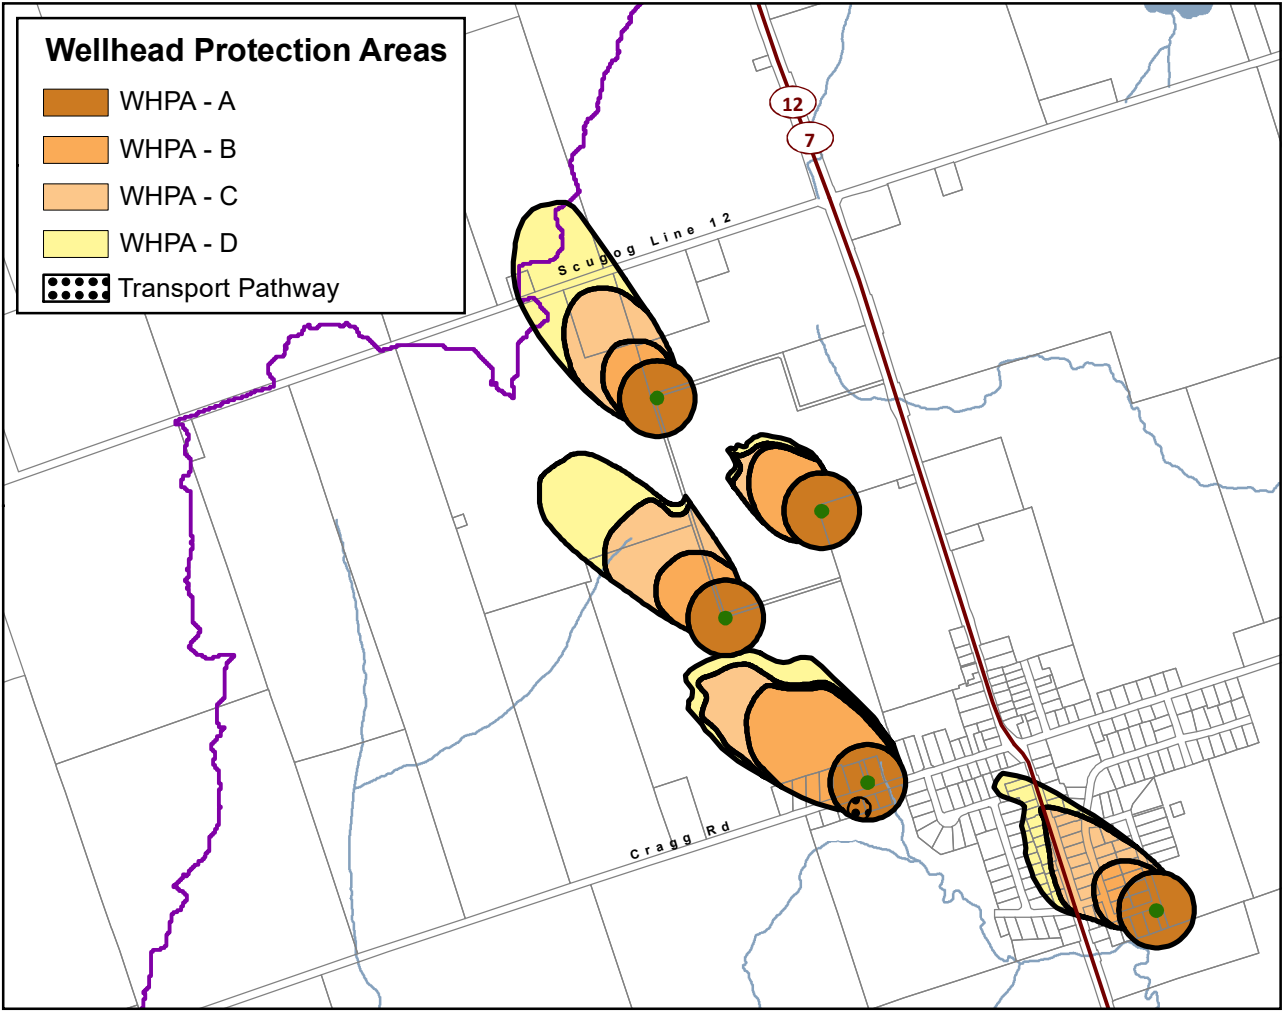 Wellhead Protection Areas
WHPA - A
WHPA - B
WHPA - C
WHPA - D
Transport Pathway
12
7
Scugog Line 12
Cragg Rd